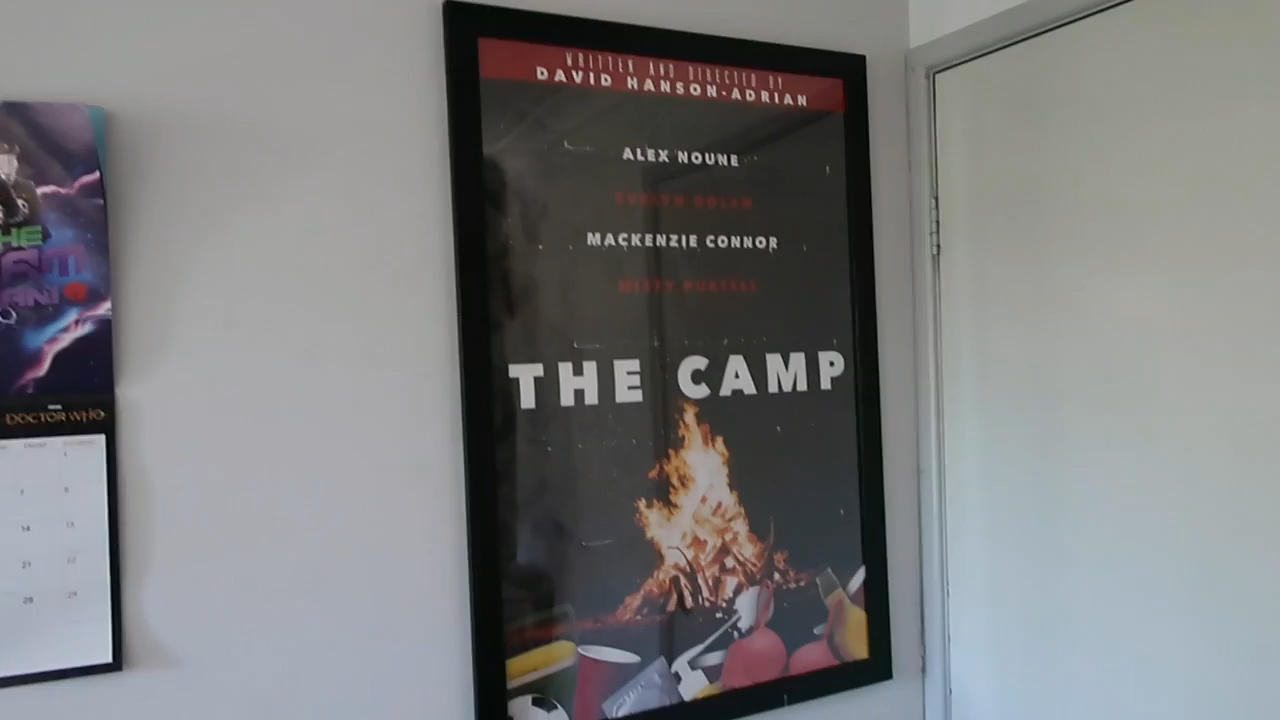 HE
DOCTOR WHO
7
8
14
15
21
22
28
29
WRITTEN AND DIRECTED BY
DAVID HANSON-ADRIAN
ALEX NOUNE
MACKENZIE CONNOR
THE CAMP